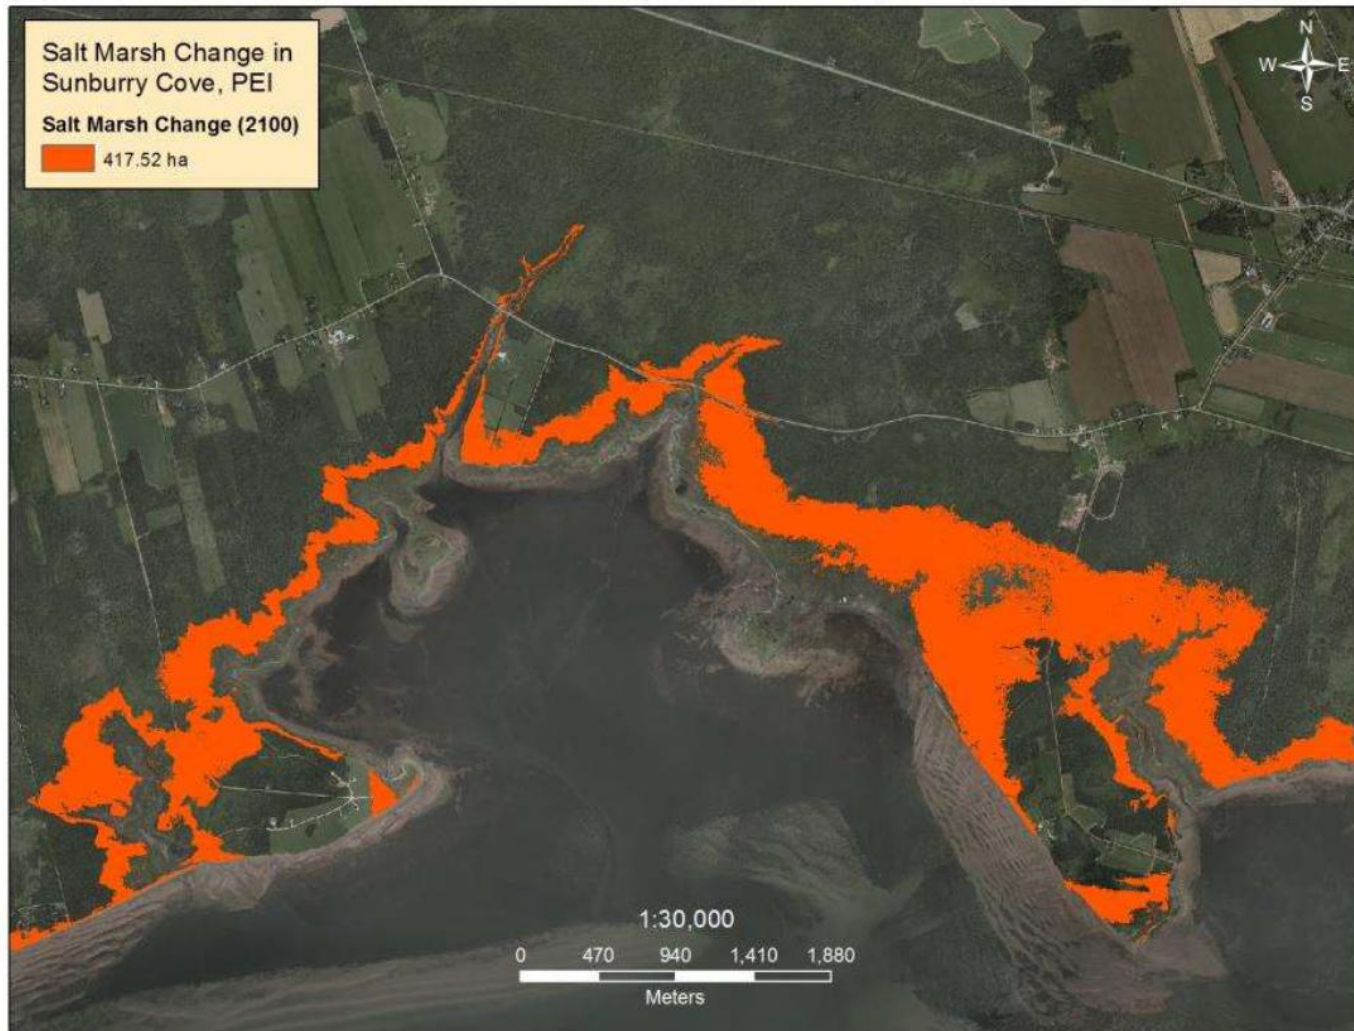 Salt Marsh Change in
Sunburry Cove, PEI
Salt Marsh Change (2100)
417.52 ha
N
W E
S
1:30,000
0 470 940 1,410 1,880
Meters